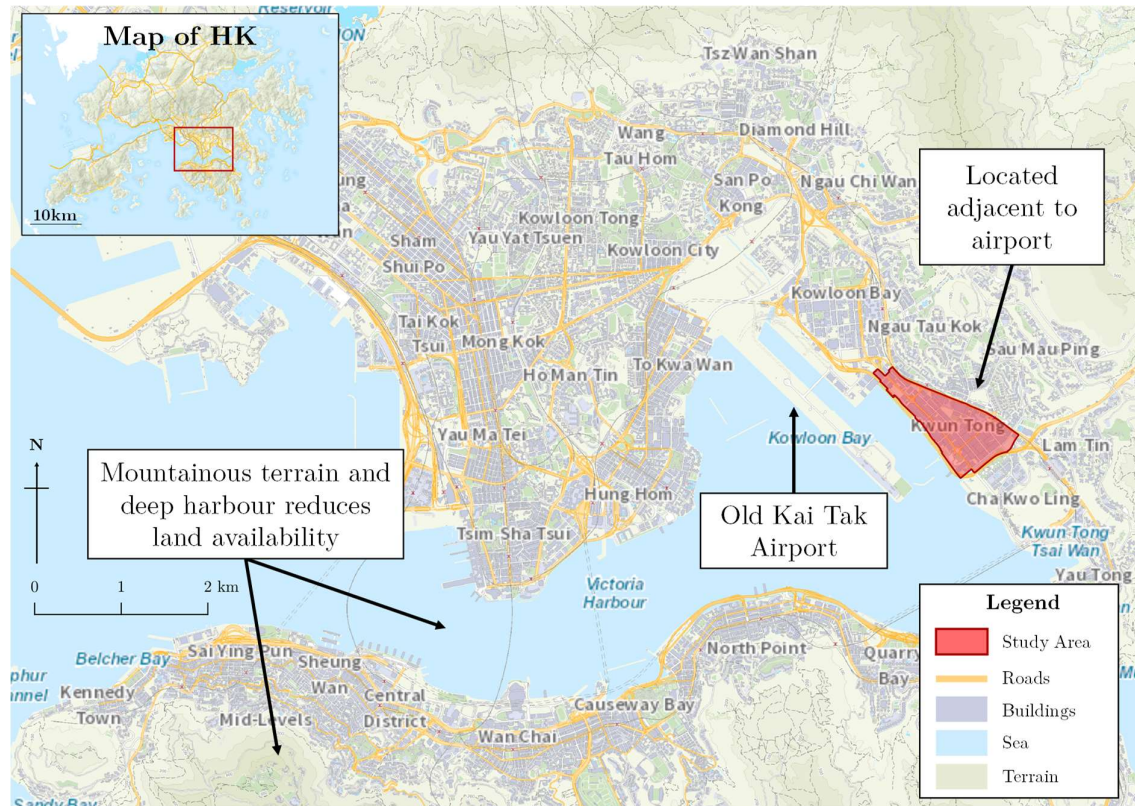 Reservoir
ION
Map of HK
10km
Tsz Wan Shan
Wang
Tau Hom
Diamond Hill
San Po
Kong
Ngau Chi Wan
Located
adjacent to
airport
Kowloon Tong
Yau Yat Tsuen
Kowloon City
Sham
Shui Po
Kowloon Bay
Ngau Tau Kok
Sau Mau Ping
Tai Kok
Tsui
Mong Kok
Ho Man Tin
To Kwa Wan
Kwun Tong
Lam Tin
Yau Ma Tei
Kowloon Bay
N
Mountainous terrain and
deep harbour reduces
land availability
Hung Hom
Cha Kwo Ling
Old Kai Tak
Airport
Tsim Sha Tsui
Kwun Tong
Tsai Wan
Yau Tong
0 1 2 km
Victoria
Harbour
Legend
Study Area
Roads
Buildings
Sea
Terrain
Belcher Bay
Sai Ying Pun
Sheung
Wan
North Point
Quarry
Bay
phur
annel
Kennedy
Town
Mid-Levels
Central
District
Causeway Bay
Wan Chai
Sandy Bay